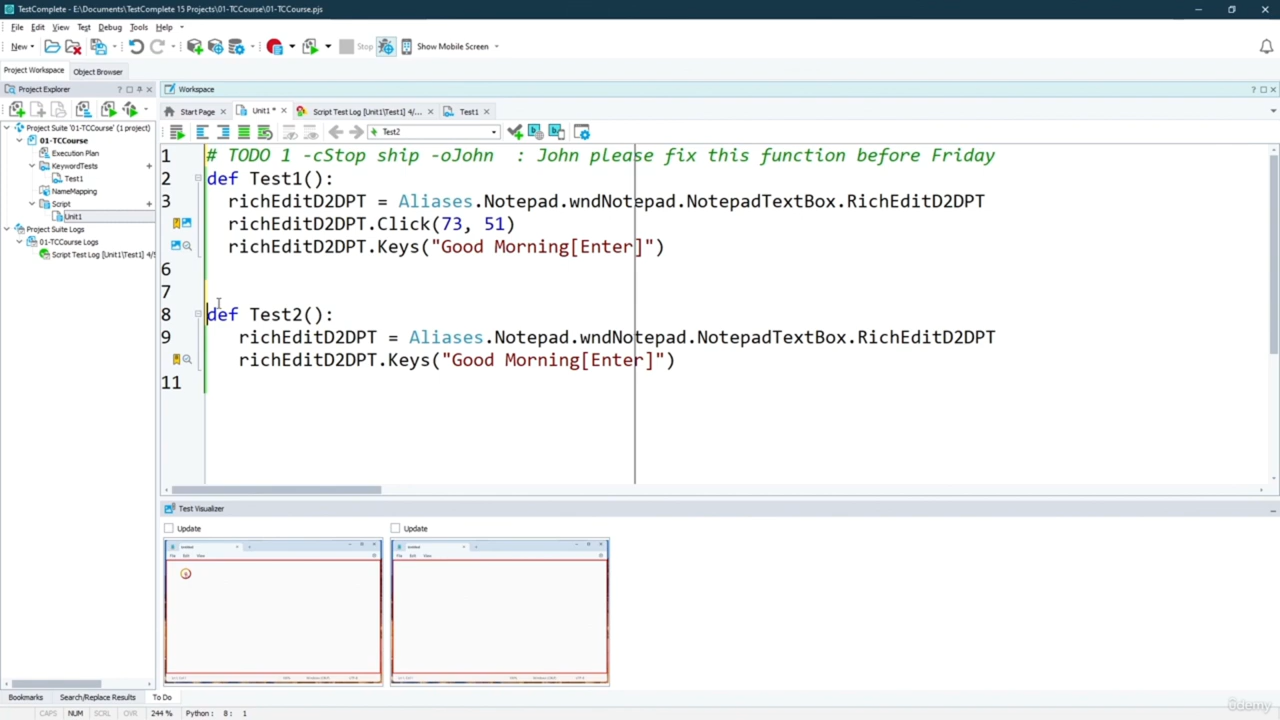 TestComplete - E:\Documents\TestComplete 15 Projects\01-TCCourse\01-TCCourse.pjs
File Edit View Test Debug Tools Help
New Stop Show Mobile Screen
Project Workspace Object Browser
Project Explorer
Workspace
Start Page Unit1 * Script Test Log [Unit1\Test1] 4/... Test1
Test2
Project Suite '01-TCCourse' (1 project)
01-TCCourse
Execution Plan
KeywordTests
Test1
NameMapping
Script
Unit1
Project Suite Logs
01-TCCourse Logs
Script Test Log [Unit1\Test1] 4/5
1 # TODO 1 -cStop ship -oJohn : John please fix this function before Friday
2 def Test1():
3 richEditD2DPT = Aliases.Notepad.wndNotepad.NotepadTextBox.RichEditD2DPT
richEditD2DPT.Click(73, 51)
richEditD2DPT.Keys("Good Morning[Enter]")
6
7
8 def Test2():
9 richEditD2DPT = Aliases.Notepad.wndNotepad.NotepadTextBox.RichEditD2DPT
richEditD2DPT.Keys("Good Morning[Enter]")
11
Test Visualizer
Update Update
File Edit View File Edit View
Bookmarks Search/Replace Results To Do
CAPS NUM SCRL OVR 244 % Python : 8 : 1
ûdemy